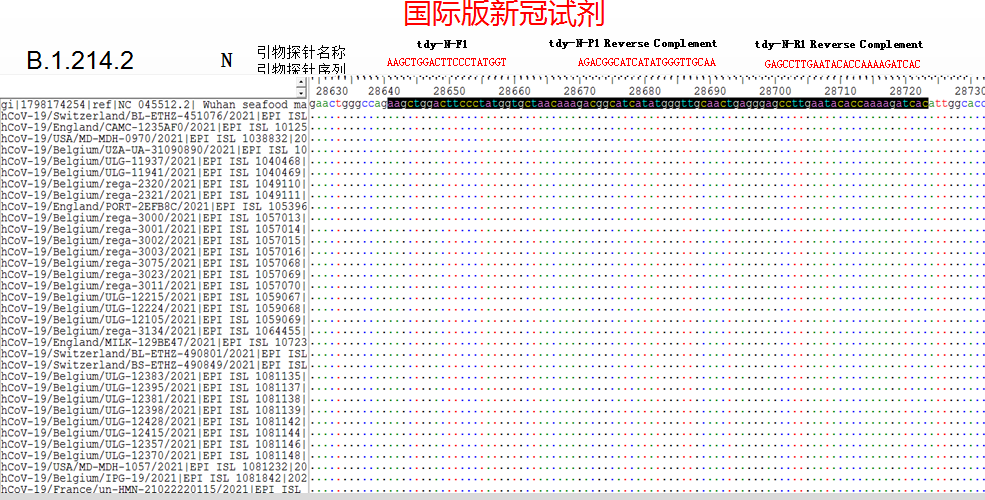 国际版新冠试剂
B.1.214.2 N 引物探针名称 tdy-N-F1 tdy-N-P1 Reverse Complement tdy-N-R1 Reverse Complement
引物探针序列 AAGCTGGACTTCCCTATGGT AGACGGCATCATATGGGTTGCAA GAGCCTTGAATACACCAAAAGATCAC
28630 28640 28650 28660 28670 28680 28690 28700 28710 28720 28730
gi|1798174254|ref|NC 045512.2| Wuhan seafood ma gaactgggccagaagctggacttccctatggtgctaacaaagacggcatcatatgggttgcaactgagggagccttgaatacaccaaaagatcacattggcacc
hCoV-19/Switzerland/BL-ETHZ-451076/2021|EPI ISL
hCoV-19/England/CAMC-1235AF0/2021|EPI ISL 10125
hCoV-19/USA/MD-MDH-0970/2021|EPI ISL 1038832|20
hCoV-19/Belgium/UZA-UA-31090890/2021|EPI ISL 10
hCoV-19/Belgium/ULG-11937/2021|EPI ISL 1040468|
hCoV-19/Belgium/ULG-11941/2021|EPI ISL 1040469|
hCoV-19/Belgium/rega-2320/2021|EPI ISL 1049110|
hCoV-19/Belgium/rega-2321/2021|EPI ISL 1049111|
hCoV-19/England/PORT-2EFB8C/2021|EPI ISL 105396
hCoV-19/Belgium/rega-3000/2021|EPI ISL 1057013|
hCoV-19/Belgium/rega-3001/2021|EPI ISL 1057014|
hCoV-19/Belgium/rega-3002/2021|EPI ISL 1057015|
hCoV-19/Belgium/rega-3003/2021|EPI ISL 1057016|
hCoV-19/Belgium/rega-3075/2021|EPI ISL 1057068|
hCoV-19/Belgium/rega-3023/2021|EPI ISL 1057069|
hCoV-19/Belgium/rega-3011/2021|EPI ISL 1057070|
hCoV-19/Belgium/ULG-12215/2021|EPI ISL 1059067|
hCoV-19/Belgium/ULG-12224/2021|EPI ISL 1059068|
hCoV-19/Belgium/ULG-12105/2021|EPI ISL 1059069|
hCoV-19/Belgium/rega-3134/2021|EPI ISL 1064455|
hCoV-19/England/MILK-129BE47/2021|EPI ISL 10723
hCoV-19/Switzerland/BL-ETHZ-490801/2021|EPI ISL
hCoV-19/Switzerland/BS-ETHZ-490849/2021|EPI ISL
hCoV-19/Belgium/ULG-12383/2021|EPI ISL 1081135|
hCoV-19/Belgium/ULG-12395/2021|EPI ISL 1081137|
hCoV-19/Belgium/ULG-12381/2021|EPI ISL 1081138|
hCoV-19/Belgium/ULG-12398/2021|EPI ISL 1081139|
hCoV-19/Belgium/ULG-12428/2021|EPI ISL 1081142|
hCoV-19/Belgium/ULG-12415/2021|EPI ISL 1081144|
hCoV-19/Belgium/ULG-12357/2021|EPI ISL 1081146|
hCoV-19/Belgium/ULG-12370/2021|EPI ISL 1081148|
hCoV-19/USA/MD-MDH-1057/2021|EPI ISL 1081232|20
hCoV-19/Belgium/IPG-19/2021|EPI ISL 1081842|202
hCoV-19/France/un-HMN-21022220115/2021|EPI ISL